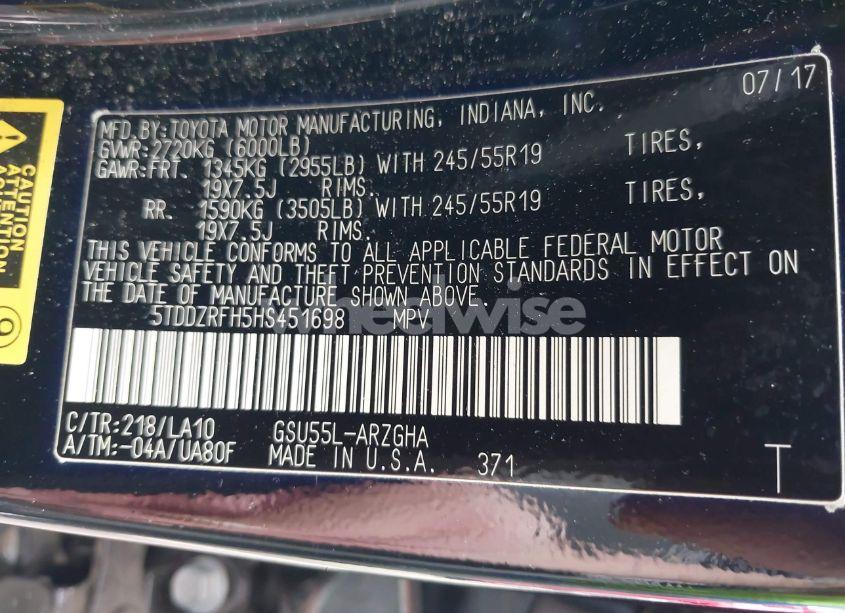 07/17
MFD.BY:TOYOTA MOTOR MANUFACTURING, INDIANA, INC.
GVWR:2720KG (6000LB)
GAWR:FRT. 1345KG (2955LB) WITH 245/55R19 TIRES,
19X7.5J RIMS.
RR. 1590KG (3505LB) WITH 245/55R19 TIRES,
19X7.5J RIMS.
THIS VEHICLE CONFORMS TO ALL APPLICABLE FEDERAL MOTOR
VEHICLE SAFETY AND THEFT PREVENTION STANDARDS IN EFFECT ON
THE DATE OF MANUFACTURE SHOWN ABOVE.
5TDDZRFH5HS451698 MPV
C/TR:218/LA10 GSU55L-ARZGHA
A/TM:-04A/UA80F MADE IN U.S.A. 371
T
CAUTION
ATTENTION